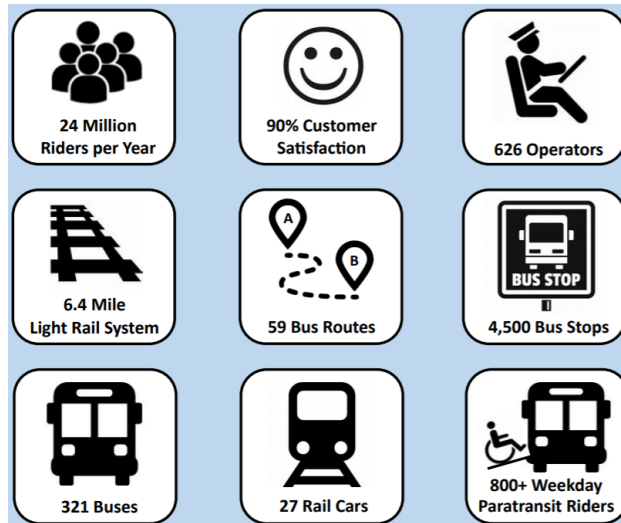 24 Million
Riders per Year
90% Customer
Satisfaction
626 Operators
6.4 Mile
Light Rail System
A
B
59 Bus Routes
BUS STOP
4,500 Bus Stops
321 Buses
27 Rail Cars
800+ Weekday
Paratransit Riders